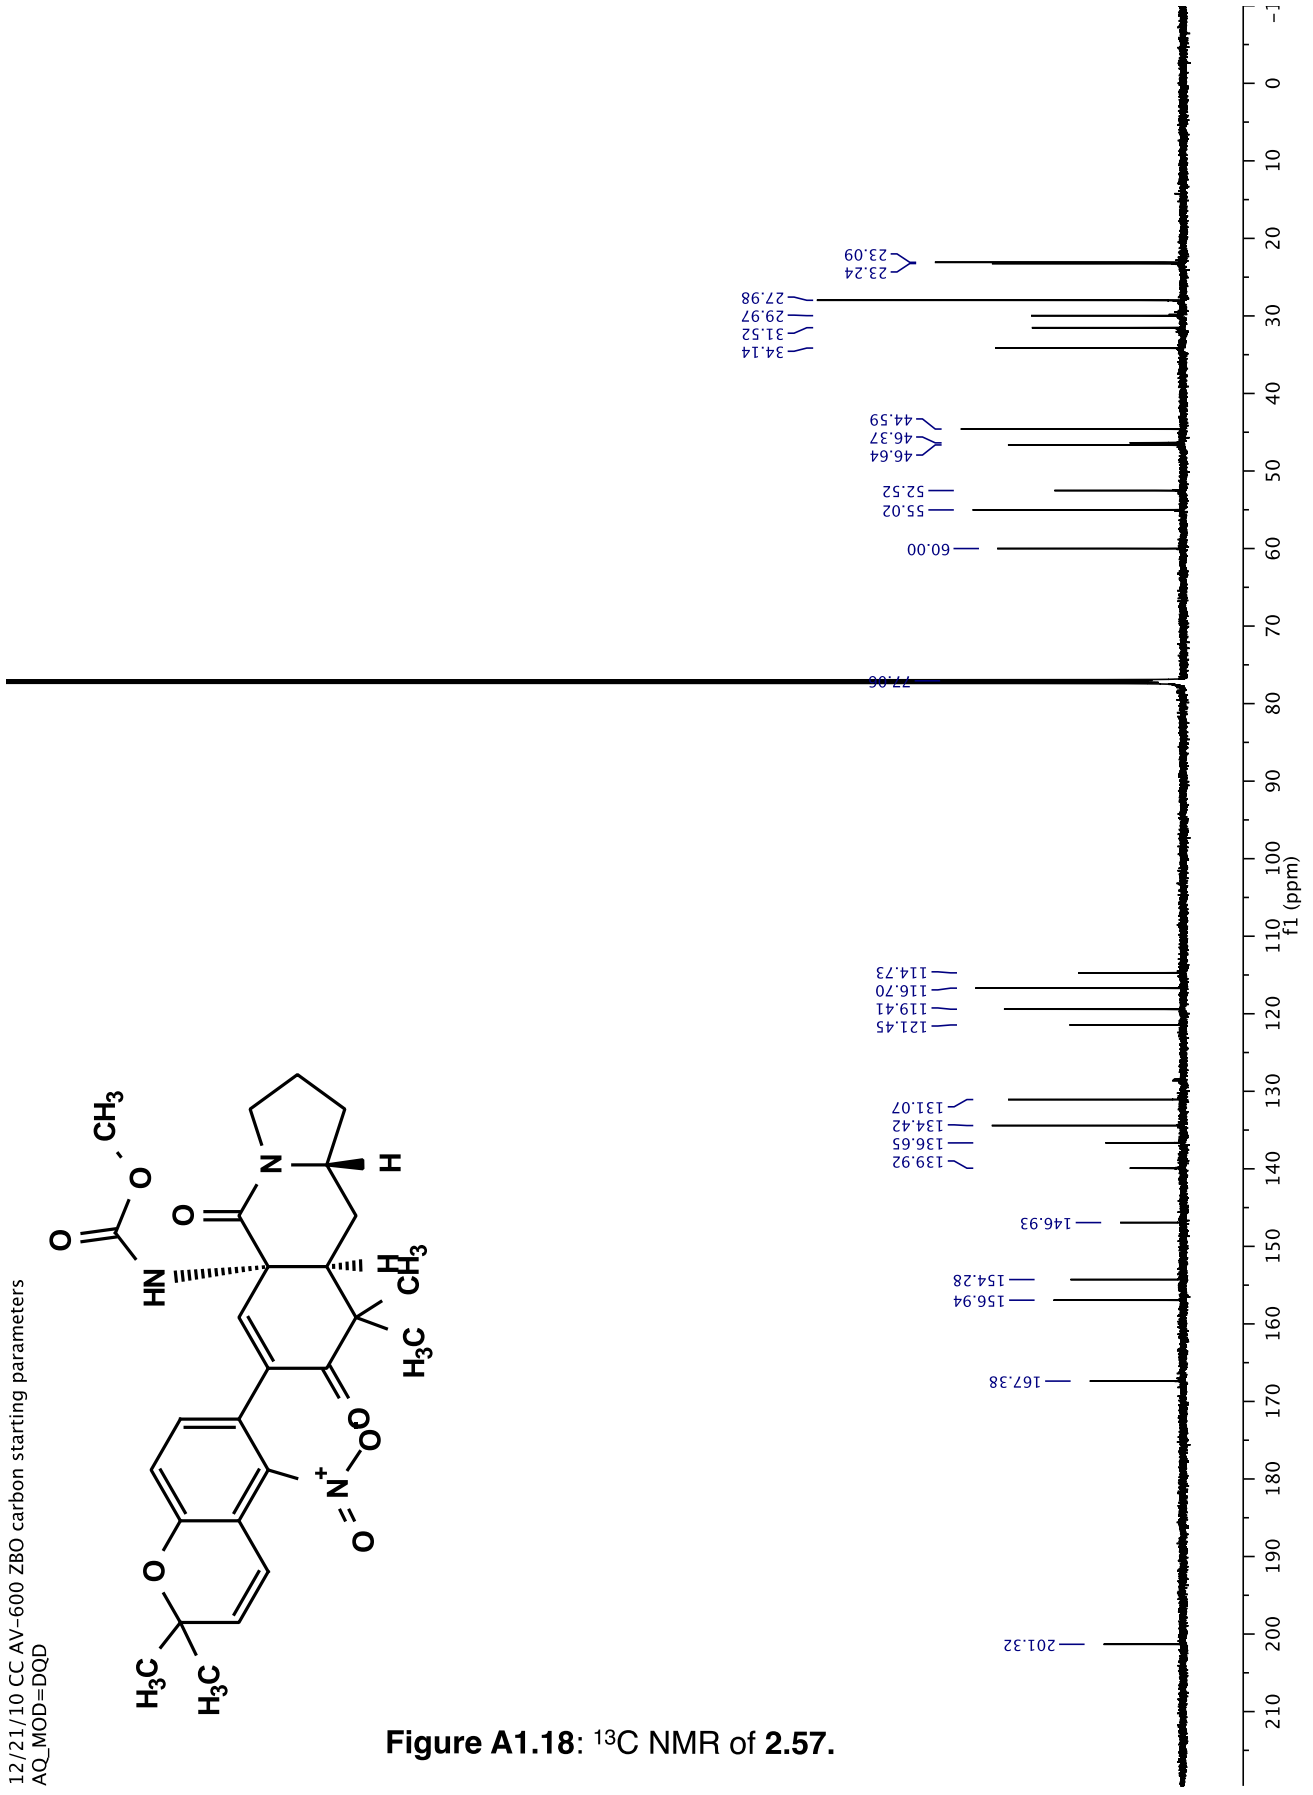 12/21/10 CC AV-600 ZBO carbon starting parameters
AQ_MOD=DQD
201.32
167.38
156.94
154.28
146.93
139.92
136.65
134.42
131.07
121.45
119.41
116.70
114.73
77.06
60.00
55.02
52.52
46.64
46.37
44.59
34.14
31.52
29.97
27.98
23.24
23.09
H3C
H3C
O
O
N+
O
O
HN
O
O
CH3
O
N
H
H
CH3
H3C
210 200 190 180 170 160 150 140 130 120 110 100 90 80 70 60 50 40 30 20 10 0 -1
f1 (ppm)
Figure A1.18: 13C NMR of 2.57.